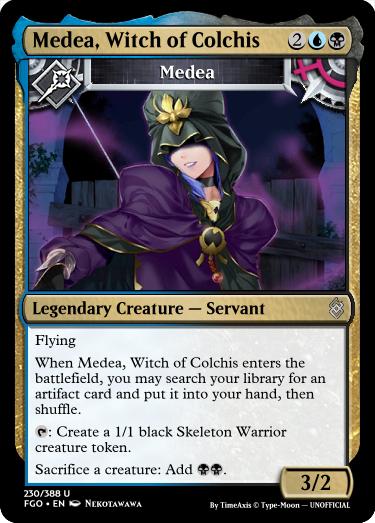 Medea, Witch of Colchis 2
Medea
Legendary Creature — Servant
Flying
When Medea, Witch of Colchis enters the
battlefield, you may search your library for an
artifact card and put it into your hand, then
shuffle.
: Create a 1/1 black Skeleton Warrior
creature token.
Sacrifice a creature: Add
3/2
230/388 U
FGO • EN NEKOTAWAWA
By TimeAxis © Type-Moon — UNOFFICIAL